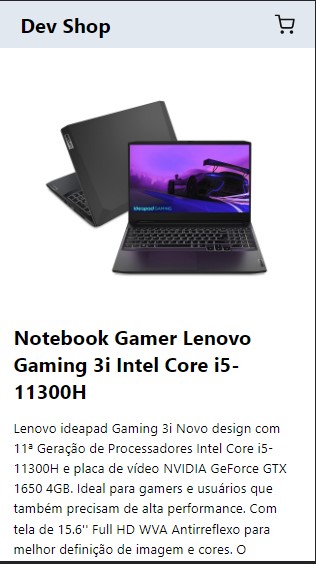 Dev Shop
ideapad GAMING
Notebook Gamer Lenovo
Gaming 3i Intel Core i5-
11300H
Lenovo ideapad Gaming 3i Novo design com
11ª Geração de Processadores Intel Core i5-
11300H e placa de vídeo NVIDIA GeForce GTX
1650 4GB. Ideal para gamers e usuários que
também precisam de alta performance. Com
tela de 15.6'' Full HD WVA Antirreflexo para
melhor definição de imagem e cores. O